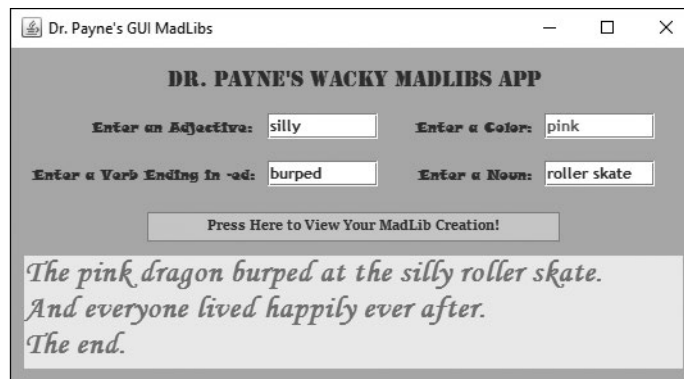 Dr. Payne's GUI MadLibs
DR. PAYNE'S WACKY MADLIBS APP
Enter an Adjective: silly Enter a Color: pink
Enter a Verb Ending in -ed: burped Enter a Noun: roller skate
Press Here to View Your MadLib Creation!
The pink dragon burped at the silly roller skate.
And everyone lived happily ever after.
The end.